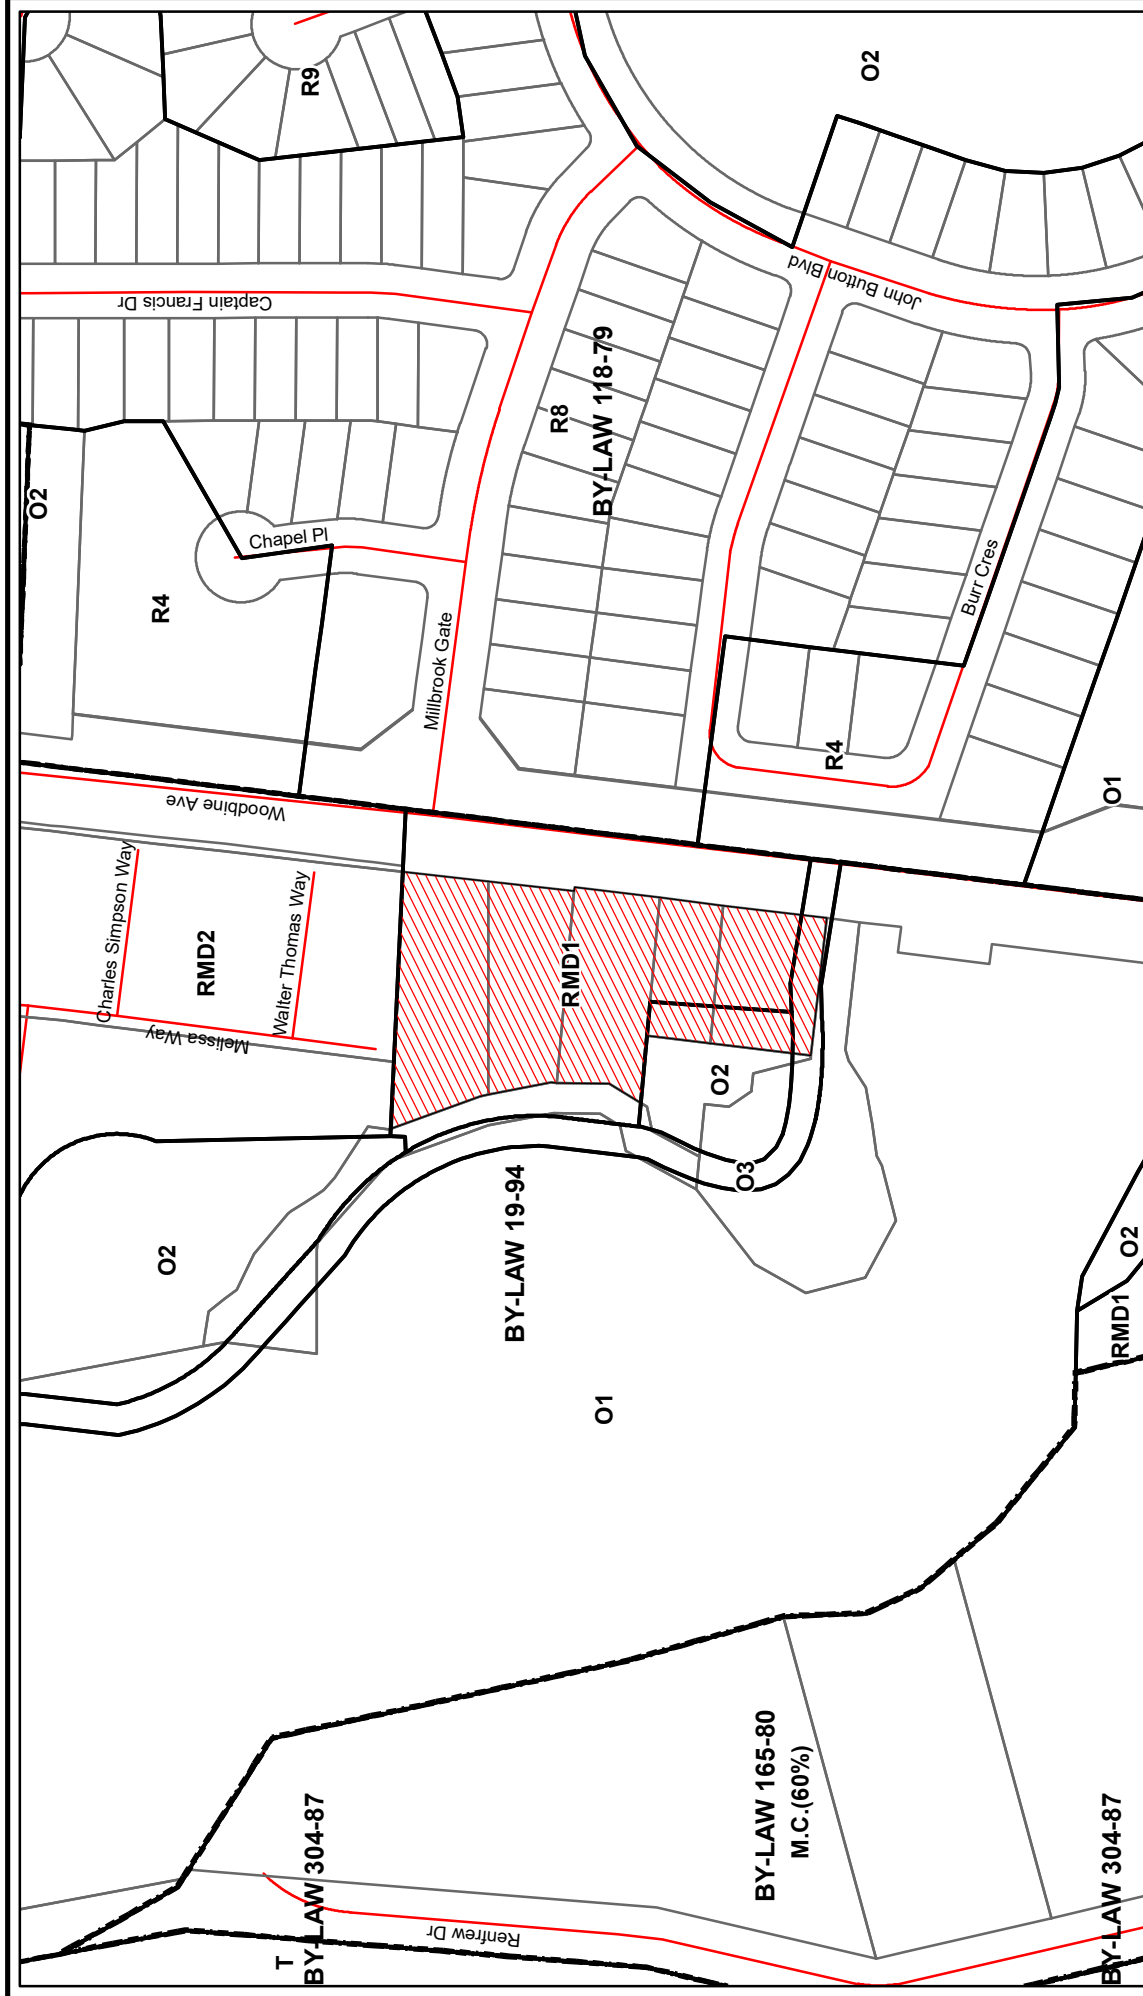 O2
R9
O2
Captain Francis Dr
John Button Blvd
R8
BY-LAW 118-79
O2
Chapel Pl
R4
Burr Cres
Millbrook Gate
R4
O1
Woodbine Ave
Charles Simpson Way
Walter Thomas Way
RMD2
RMD1
Melissa Way
O2
O3
BY-LAW 19-94
O2
O2
RMD1
O1
BY-LAW 165-80
M.C.(60%)
BY-LAW 304-87
T
Renfrew Dr
BY-LAW 304-87